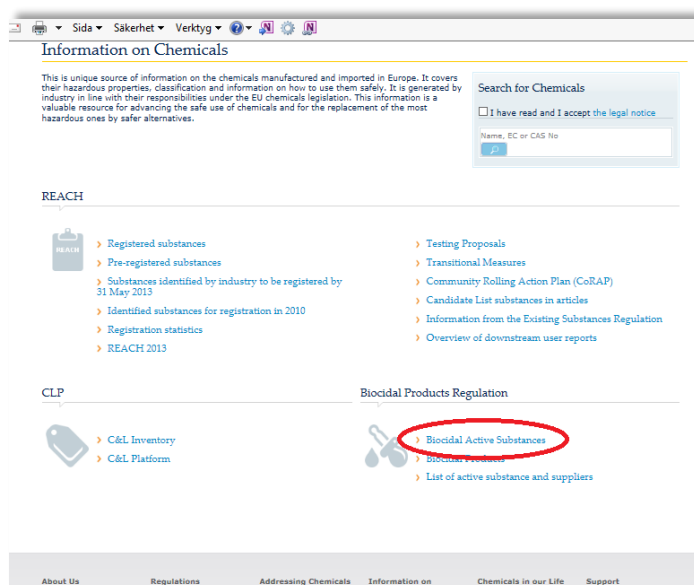 Sida Säkerhet Verktyg
Information on Chemicals
This is unique source of information on the chemicals manufactured and imported in Europe. It covers
their hazardous properties, classification and information on how to use them safely. It is generated by
industry in line with their responsibilities under the EU chemicals legislation. This information is a
valuable resource for advancing the safe use of chemicals and for the replacement of the most
hazardous ones by safer alternatives.
Search for Chemicals
I have read and I accept the legal notice
Name, EC or CAS No
REACH
REACH
Registered substances
Pre-registered substances
Substances identified by industry to be registered by
31 May 2013
Identified substances for registration in 2010
Registration statistics
REACH 2013
Testing Proposals
Transitional Measures
Community Rolling Action Plan (CoRAP)
Candidate List substances in articles
Information from the Existing Substances Regulation
Overview of downstream user reports
CLP
C&L Inventory
C&L Platform
Biocidal Products Regulation
Biocidal Active Substances
Biocidal Products
List of active substance and suppliers
About Us Regulations Addressing Chemicals Information on Chemicals in our Life Support